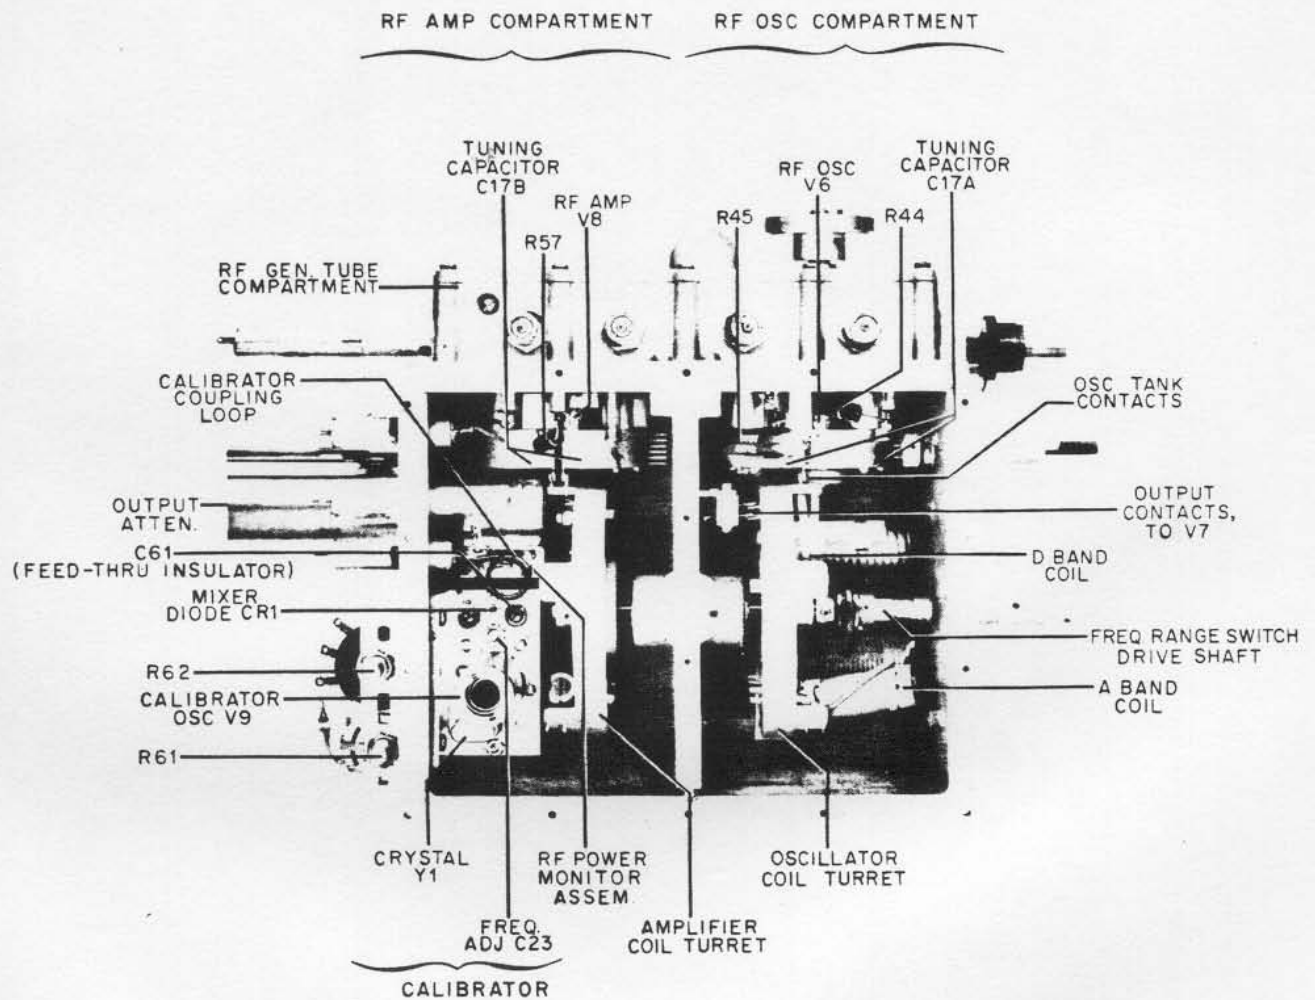 RF AMP COMPARTMENT
RF OSC COMPARTMENT
TUNING
CAPACITOR
C17B
RF AMP
V8
R57
R45
RF OSC
V6
R44
TUNING
CAPACITOR
C17A
RF GEN. TUBE
COMPARTMENT
CALIBRATOR
COUPLING
LOOP
OSC TANK
CONTACTS
OUTPUT
ATTEN.
OUTPUT
CONTACTS,
TO V7
C61
(FEED-THRU INSULATOR)
D BAND
COIL
MIXER
DIODE CR1
FREQ RANGE SWITCH
DRIVE SHAFT
R62
CALIBRATOR
OSC V9
A BAND
COIL
R61
CRYSTAL
Y1
RF POWER
MONITOR
ASSEM
OSCILLATOR
COIL TURRET
FREQ.
ADJ C23
AMPLIFIER
COIL TURRET
CALIBRATOR